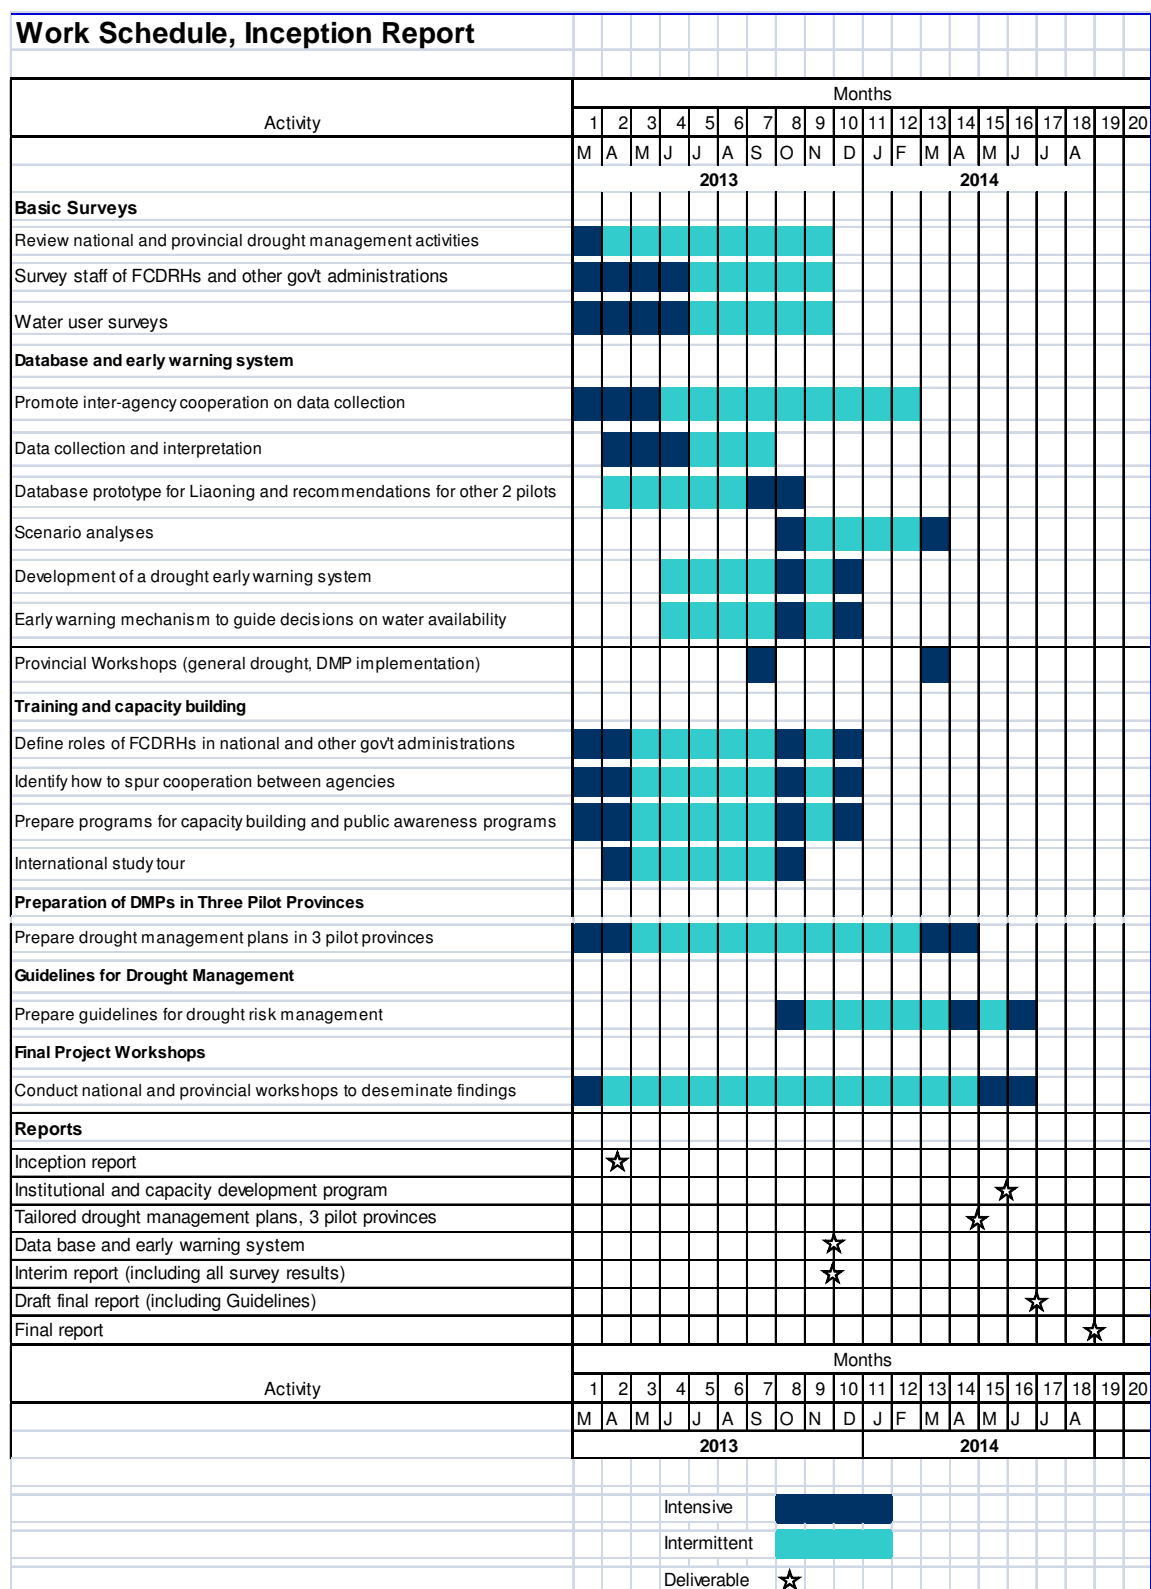 Work Schedule, Inception Report
Months
Activity 1 2 3 4 5 6 7 8 9 10 11 12 13 14 15 16 17 18 19 20
M A M J J A S O N D J F M A M J J A
2013 2014
Basic Surveys
Review national and provincial drought management activities
Survey staff of FCDRHs and other gov't administrations
Water user surveys
Database and early warning system
Promote inter-agency cooperation on data collection
Data collection and interpretation
Database prototype for Liaoning and recommendations for other 2 pilots
Scenario analyses
Development of a drought early warning system
Early warning mechanism to guide decisions on water availability
Provincial Workshops (general drought, DMP implementation)
Training and capacity building
Define roles of FCDRHs in national and other gov't administrations
Identify how to spur cooperation between agencies
Prepare programs for capacity building and public awareness programs
International study tour
Preparation of DMPs in Three Pilot Provinces
Prepare drought management plans in 3 pilot provinces
Guidelines for Drought Management
Prepare guidelines for drought risk management
Final Project Workshops
Conduct national and provincial workshops to deseminate findings
Reports
Inception report
Institutional and capacity development program
Tailored drought management plans, 3 pilot provinces
Data base and early warning system
Interim report (including all survey results)
Draft final report (including Guidelines)
Final report
Months
Activity 1 2 3 4 5 6 7 8 9 10 11 12 13 14 15 16 17 18 19 20
M A M J J A S O N D J F M A M J J A
2013 2014
Intensive
Intermittent
Deliverable